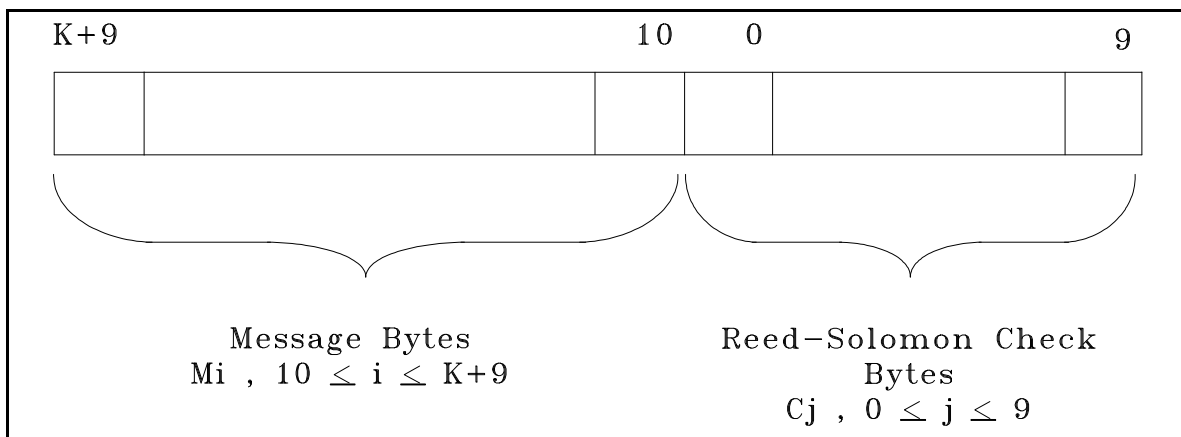 K+9 10 0 9
Message Bytes
Mi , 10 ≤ i ≤ K+9
Reed-Solomon Check
Bytes
Cj , 0 ≤ j ≤ 9